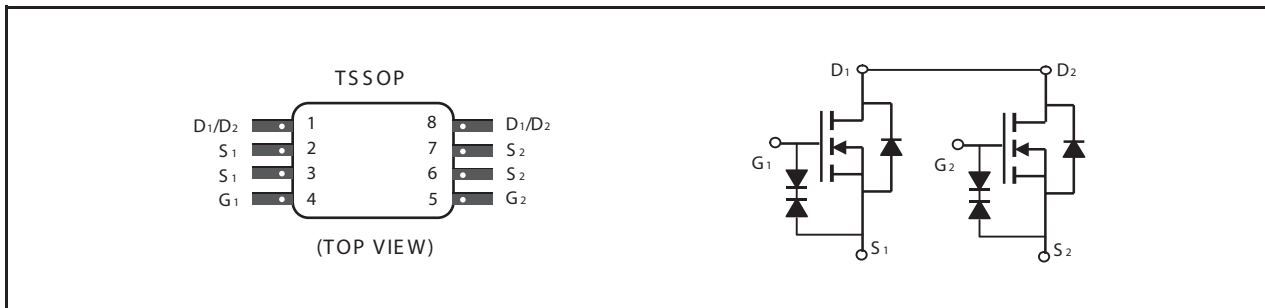 TSSOP
D1/D2 1 8 D1/D2
S1 2 7 S2
S1 3 6 S2
G1 4 5 G2
(TOP VIEW)
D1 D2
G1 G2
S1 S2